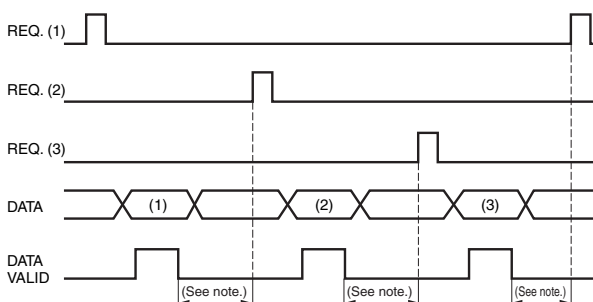 REQ. (1)
REQ. (2)
REQ. (3)
DATA
(1)
(2)
(3)
DATA
VALID
(See note.)
(See note.)
(See note.)